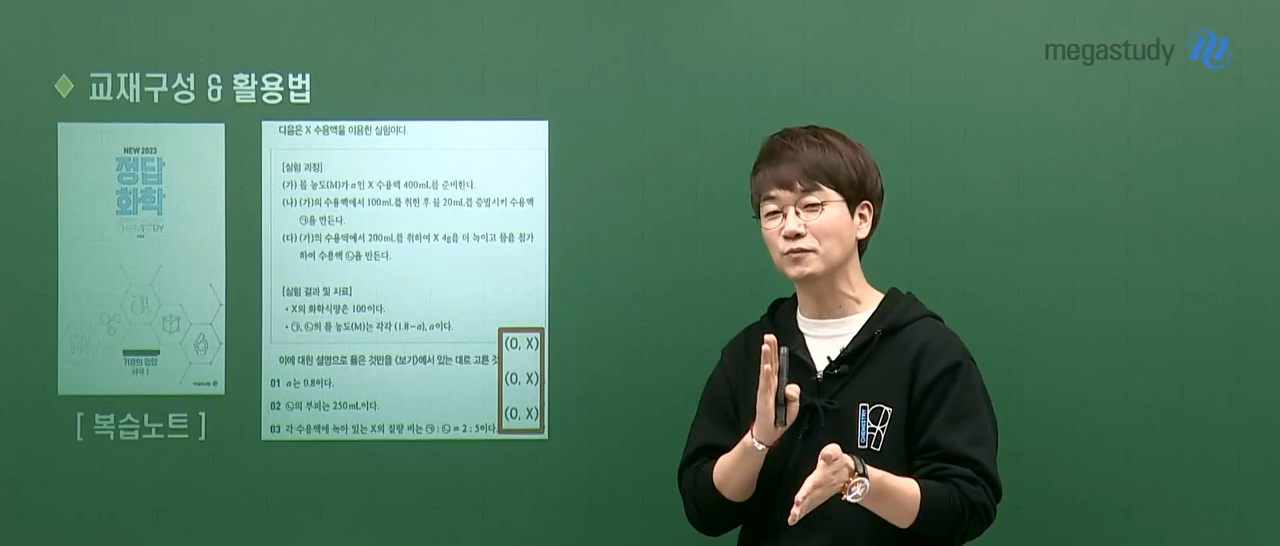 megastudy
교재구성 & 활용법
NEW 2023
정답
화학
기출의 정답
화학 I
megastudy
[ 복습노트 ]
다음은 X 수용액을 이용한 실험이다.
[실험 과정]
(가) 몰 농도(M)가 a인 X 수용액 400mL를 준비한다.
(나) (가)의 수용액에서 100mL를 취한 후 물 20mL를 증발시켜 수용액
㉠을 만든다.
(다) (가)의 수용액에서 200mL를 취하여 X 4g을 더 녹이고 물을 첨가
하여 수용액 ㉡을 만든다.
[실험 결과 및 자료]
• X의 화학식량은 100이다.
• ㉠, ㉡의 몰 농도(M)는 각각 (1.8−a), a이다.
이에 대한 설명으로 옳은 것만을 〈보기〉에서 있는 대로 고른 것
(O, X)
01 a는 0.8이다.
(O, X)
02 ㉡의 부피는 250mL이다.
(O, X)
03 각 수용액에 녹아 있는 X의 질량 비는 ㉠ : ㉡ = 2 : 5이다.
CHEMISTRY